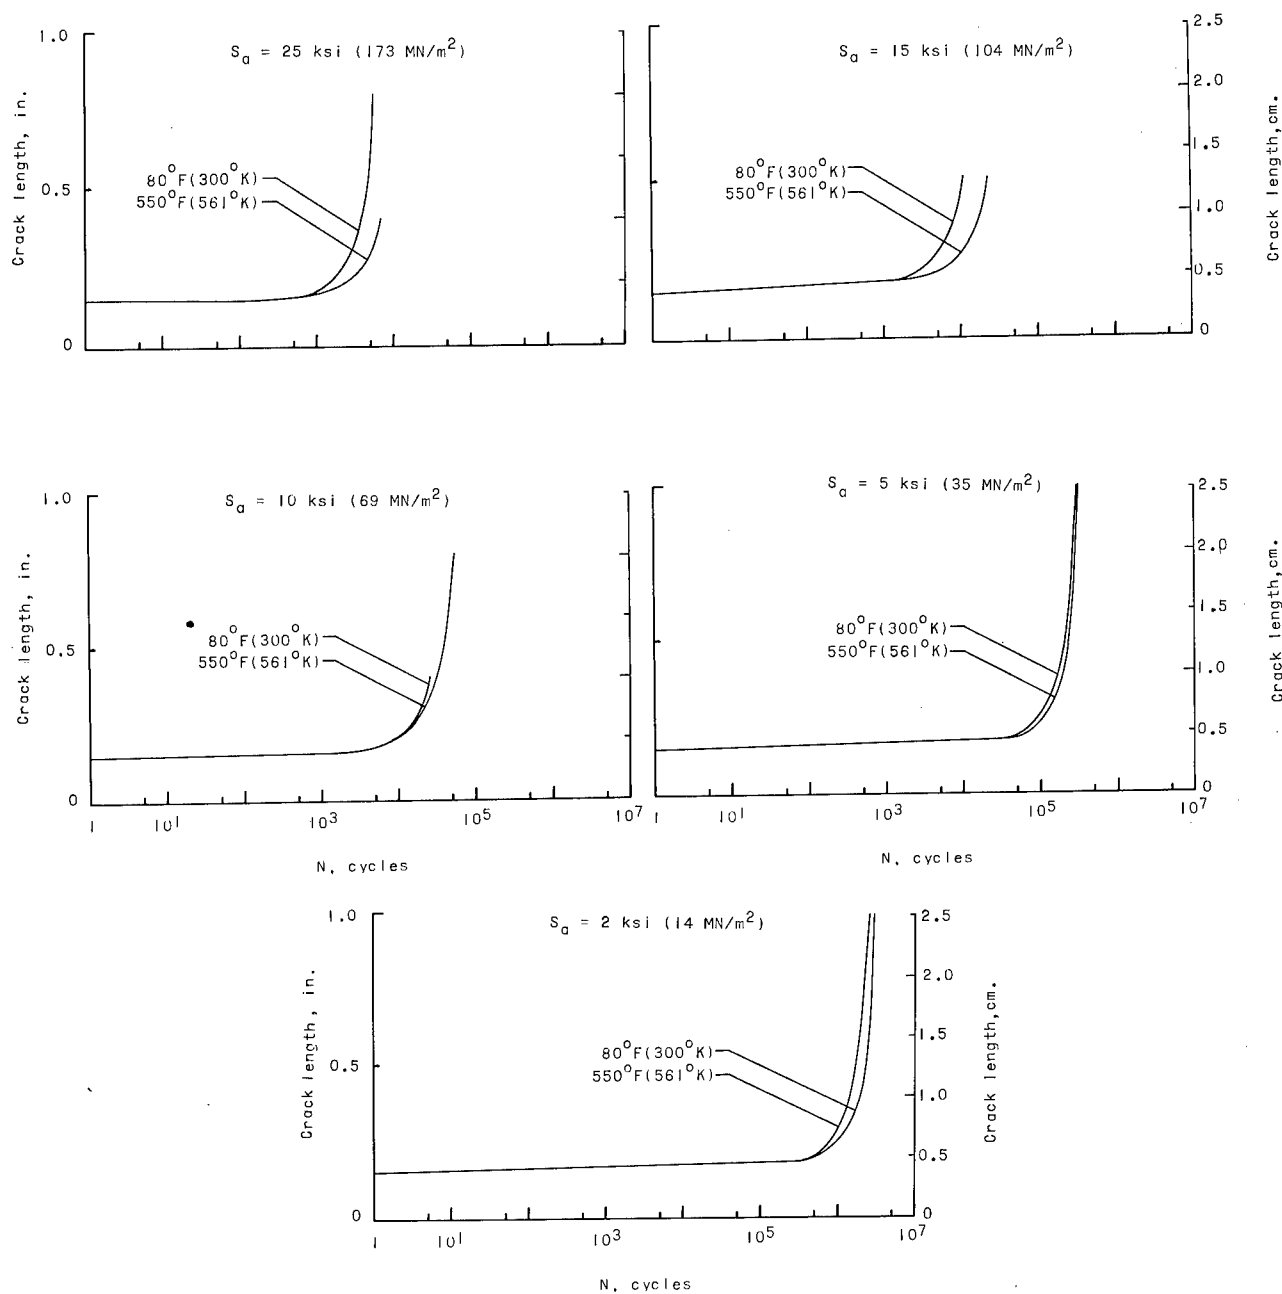 1.0
S_a = 25 ksi (173 MN/m²)
Crack length, in.
80°F(300°K)
550°F(561°K)
0.5
0
2.5
S_a = 15 ksi (104 MN/m²)
2.0
Crack length,cm.
1.5
80°F(300°K)
550°F(561°K)
1.0
0.5
0
1.0
S_a = 10 ksi (69 MN/m²)
Crack length, in.
80°F(300°K)
0.5
550°F(561°K)
0
1 10¹ 10³ 10⁵ 10⁷
N, cycles
S_a = 5 ksi (35 MN/m²)
2.5
2.0
Crack length,cm.
1.5
80°F(300°K)
550°F(561°K)
1.0
0.5
0
1 10¹ 10³ 10⁵ 10⁷
N, cycles
1.0
S_a = 2 ksi (14 MN/m²)
2.5
Crack length, in.
2.0
Crack length,cm.
1.5
80°F(300°K)
0.5
550°F(561°K)
1.0
0.5
0
0
1 10¹ 10³ 10⁵ 10⁷
N, cycles